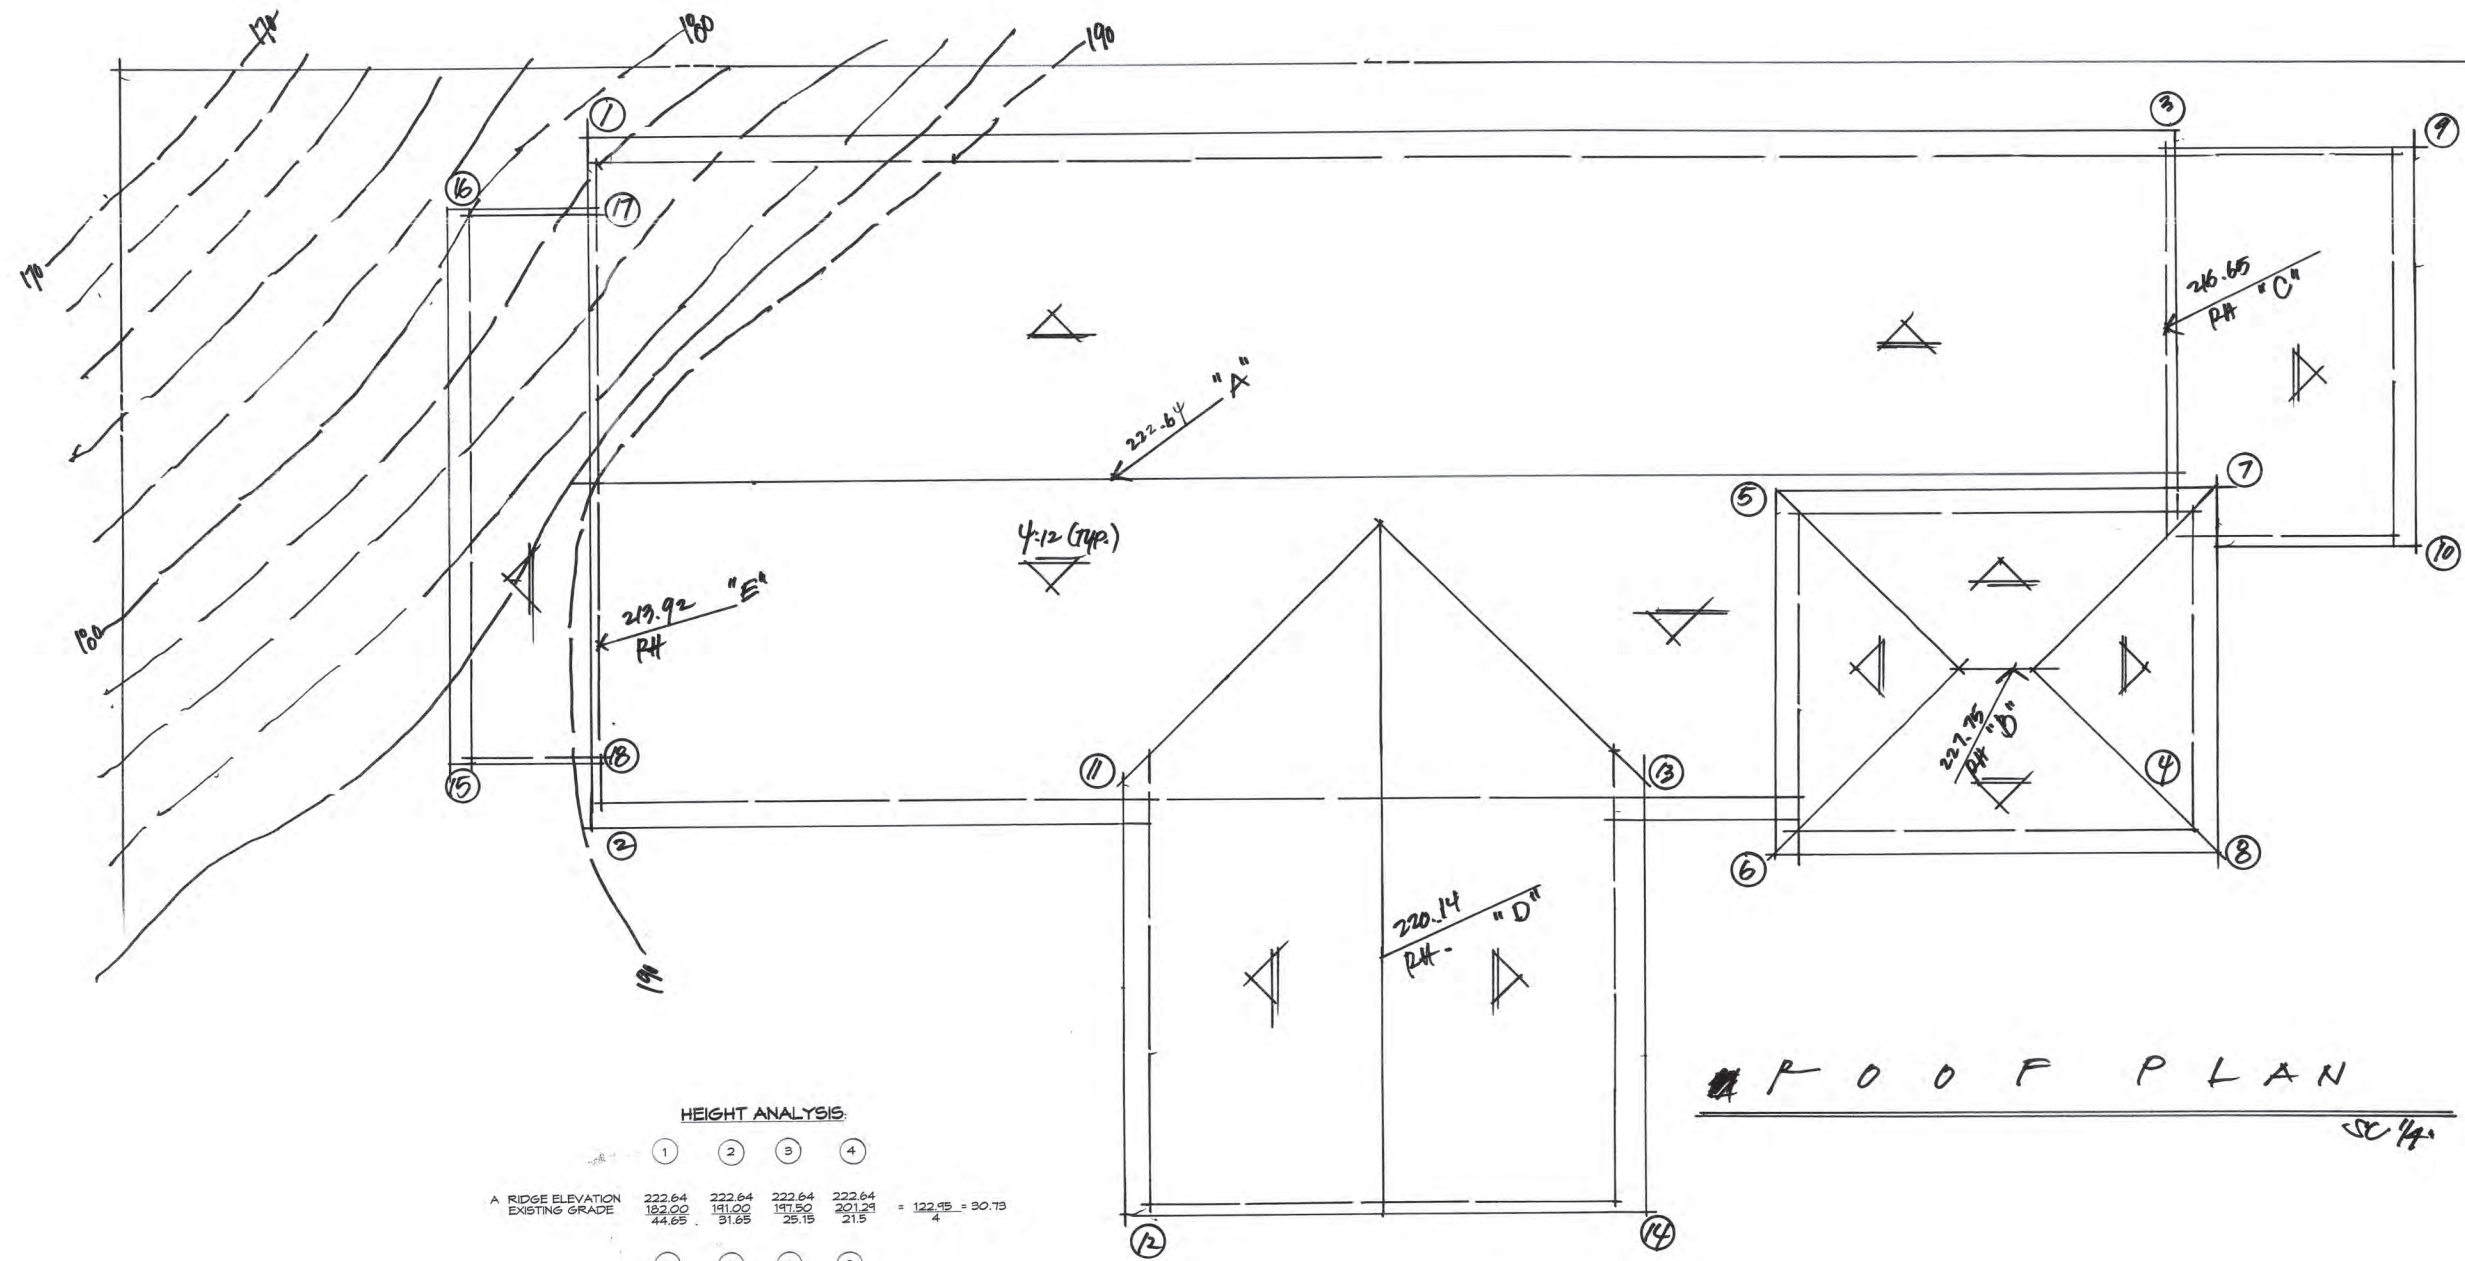 170
180
190
1
3
9
16
17
170
216.65
RH "C"
222.64 "A"
7
5
4:12 (TYP.)
10
213.92 "E"
RH
180
227.75
RH "B"
4
11
13
18
15
2
6
8
220.14 "D"
RH-
190
ROOF PLAN
SC 1/4"
12
14
HEIGHT ANALYSIS:
1 2 3 4
A RIDGE ELEVATION 222.64 222.64 222.64 222.64
EXISTING GRADE 182.00 191.00 197.50 201.29 = 122.95 = 30.73
44.65 31.65 25.15 21.5 4